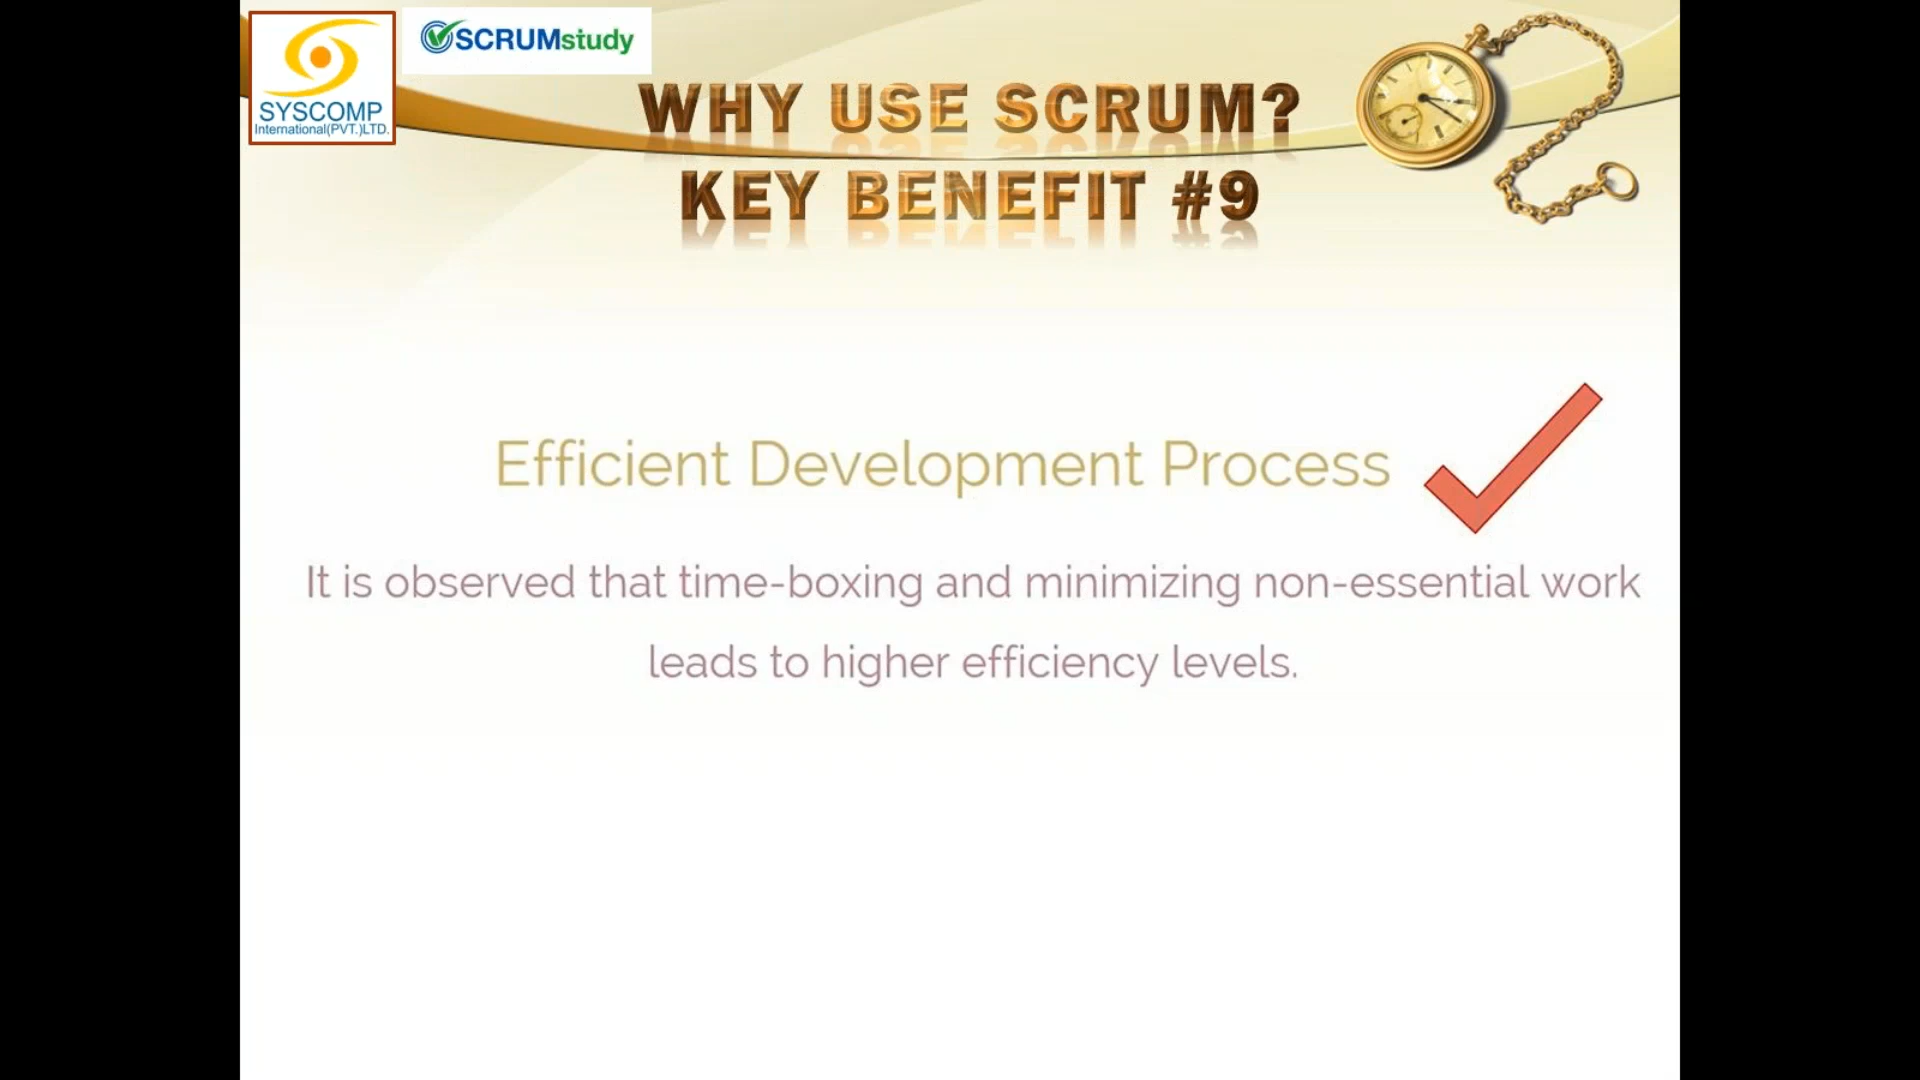 SYSCOMP
International(PVT.)LTD.
SCRUMstudy
WHY USE SCRUM?
KEY BENEFIT #9
Efficient Development Process
It is observed that time-boxing and minimizing non-essential work
leads to higher efficiency levels.